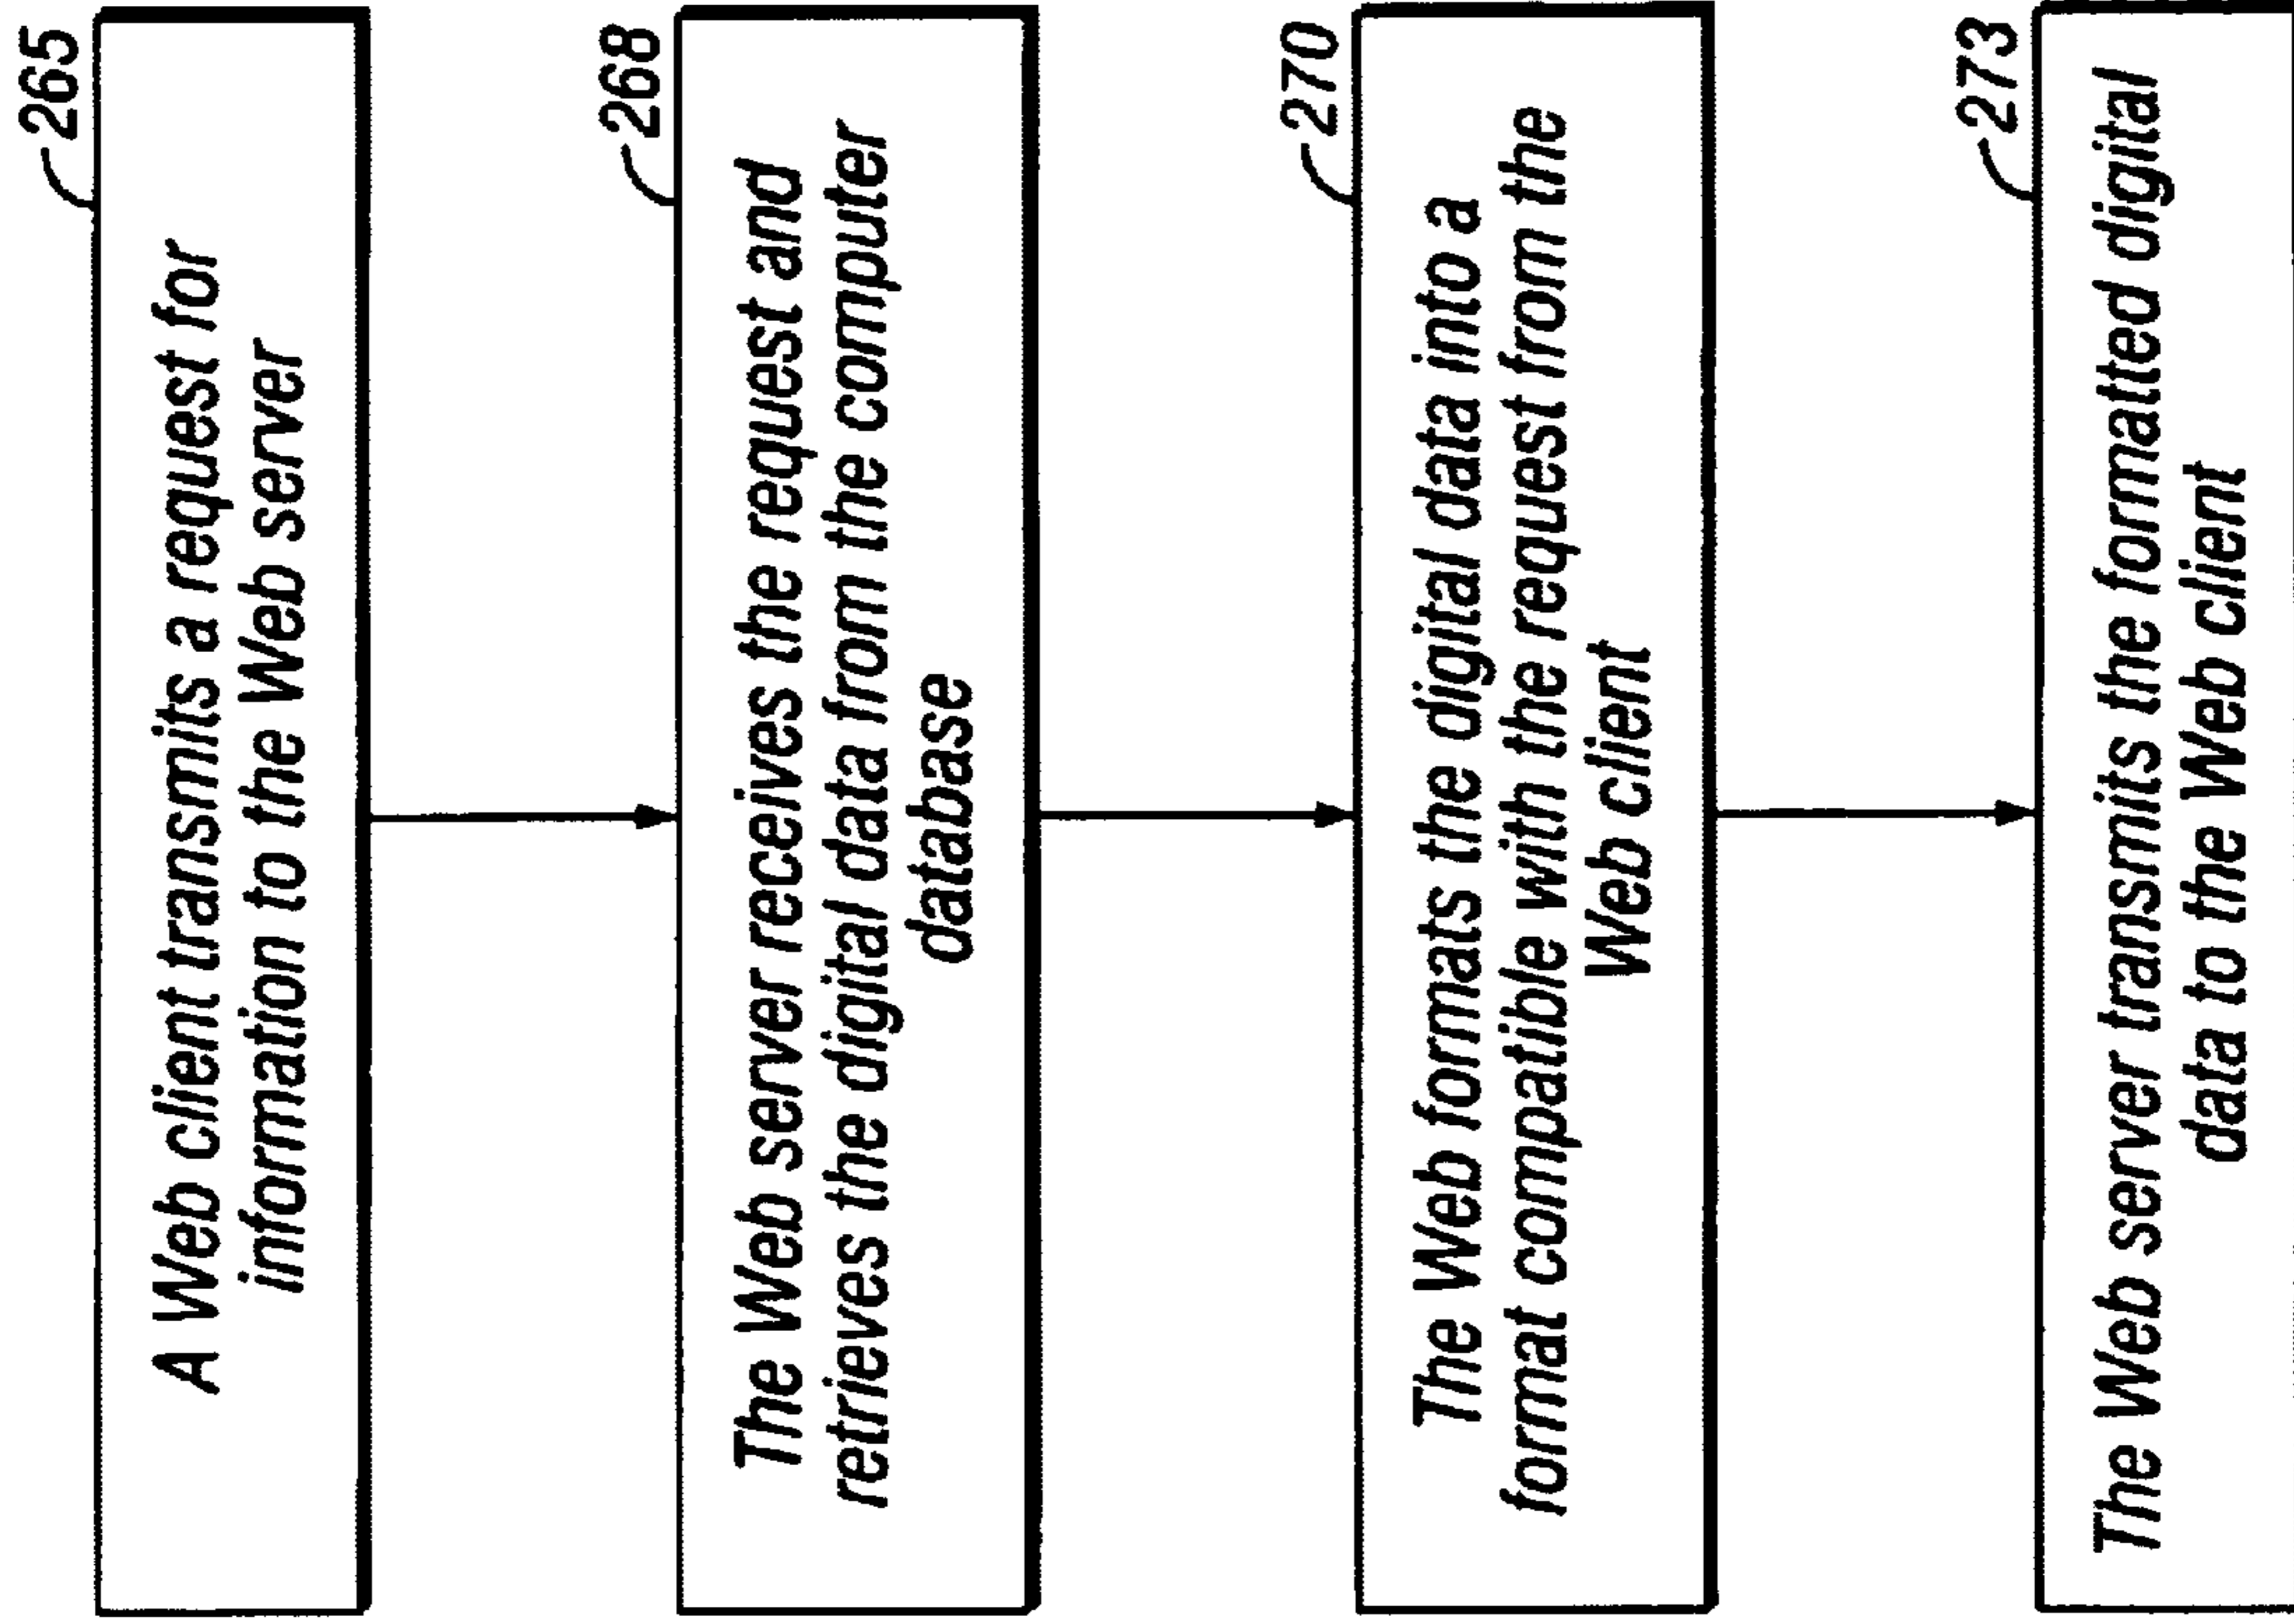 265
A Web client transmits a request for
information to the Web server
268
The Web server receives the request and
retrieves the digital data from the computer
database
270
The Web formats the digital data into a
format compatible with the request from the
Web client
273
The Web server transmits the formatted digital
data to the Web client